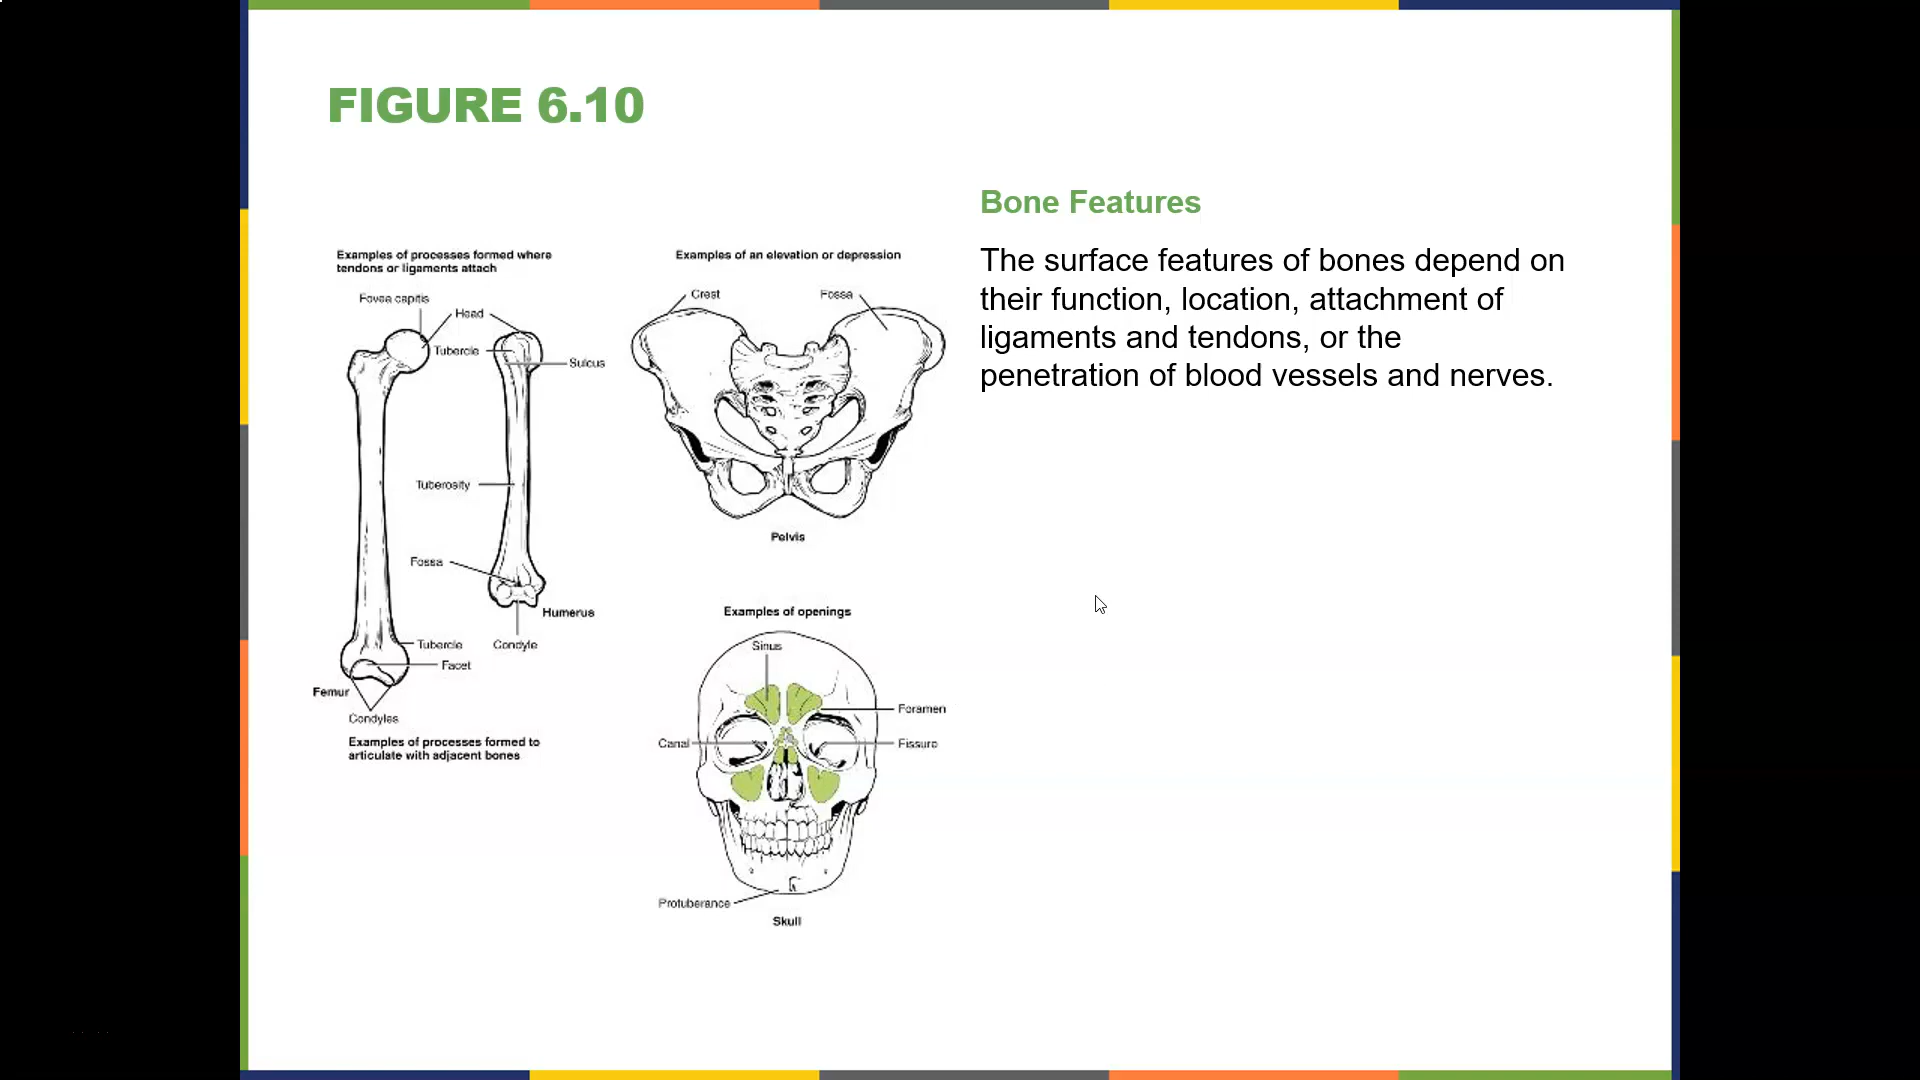 FIGURE 6.10
Bone Features
The surface features of bones depend on
their function, location, attachment of
ligaments and tendons, or the
penetration of blood vessels and nerves.
Examples of processes formed where
tendons or ligaments attach
Fovea capitis
Head
Tubercle
Sulcus
Tuberosity
Fossa
Humerus
Tubercle
Condyle
Facet
Femur
Condyles
Examples of processes formed to
articulate with adjacent bones
Examples of an elevation or depression
Crest
Fossa
Pelvis
Examples of openings
Sinus
Foramen
Canal
Fissure
Protuberance
Skull